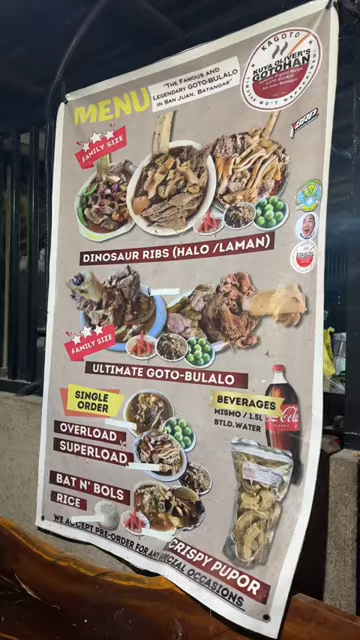 MENU
"THE FAMOUS AND
LEGENDARY GOTO-BULALO
IN SAN JUAN, BATANGAS"
KAGOTO
KUYA OLIVER'S
GOTOHAN
FAMILY SIZE
DINOSAUR RIBS (HALO /LAMAN)
FAMILY SIZE
ULTIMATE GOTO-BULALO
SINGLE
ORDER
OVERLOAD
SUPERLOAD
BAT N' BOLS
RICE
BEVERAGES
MISMO / 1.5L
BTLD. WATER
Coca-Cola
CRISPY PUPOR
WE ACCEPT PRE-ORDER FOR ANY SPECIAL OCCASIONS